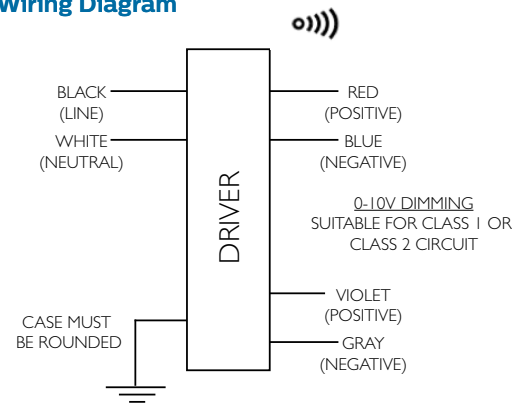 Wiring Diagram
BLACK
(LINE)
WHITE
(NEUTRAL)
CASE MUST
BE ROUNDED
DRIVER
RED
(POSITIVE)
BLUE
(NEGATIVE)
0-10V DIMMING
SUITABLE FOR CLASS 1 OR
CLASS 2 CIRCUIT
VIOLET
(POSITIVE)
GRAY
(NEGATIVE)